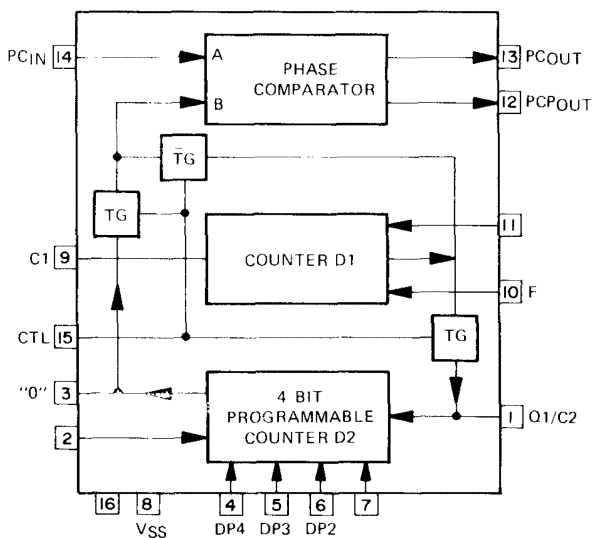 PCIN 14
A
PHASE
COMPARATOR
B
13 PCOUT
12 PCPOUT
TG
TG
11
C1 9
COUNTER D1
10 F
CTL 15
TG
"0" 3
4 BIT
PROGRAMMABLE
COUNTER D2
1 Q1/C2
2
16 8 4 5 6 7
VSS DP4 DP3 DP2